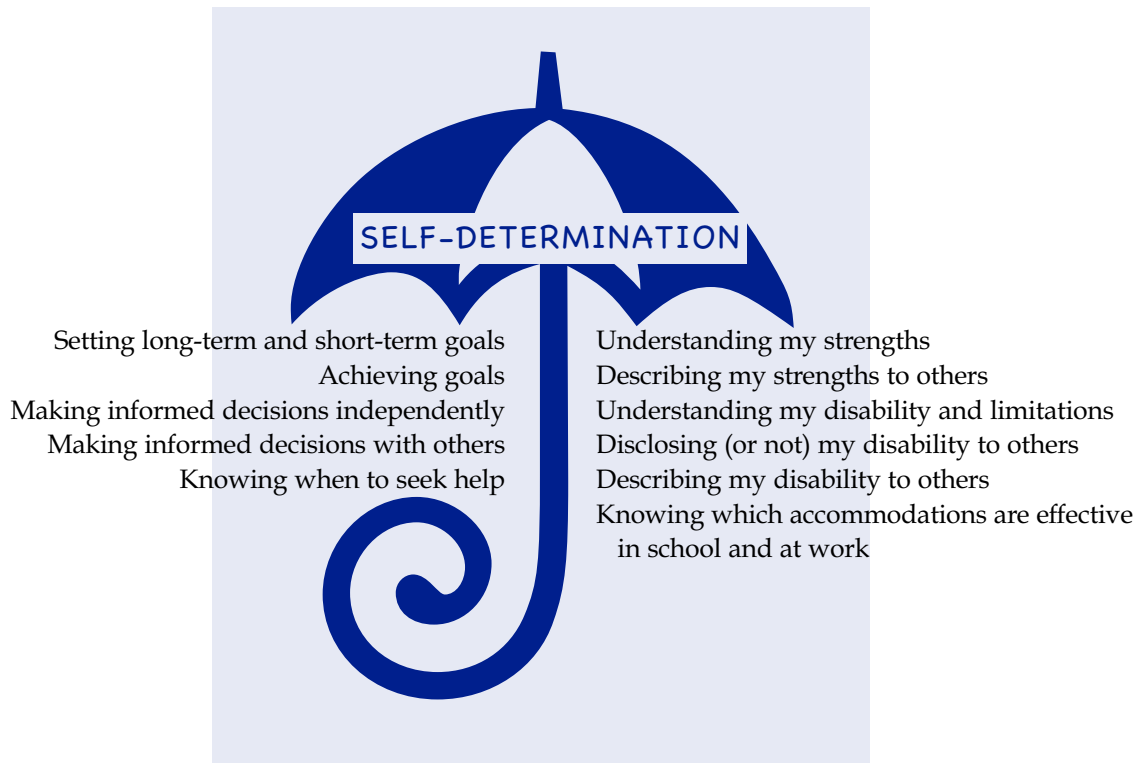 SELF-DETERMINATION
Setting long-term and short-term goals
Achieving goals
Making informed decisions independently
Making informed decisions with others
Knowing when to seek help
Understanding my strengths
Describing my strengths to others
Understanding my disability and limitations
Disclosing (or not) my disability to others
Describing my disability to others
Knowing which accommodations are effective
in school and at work